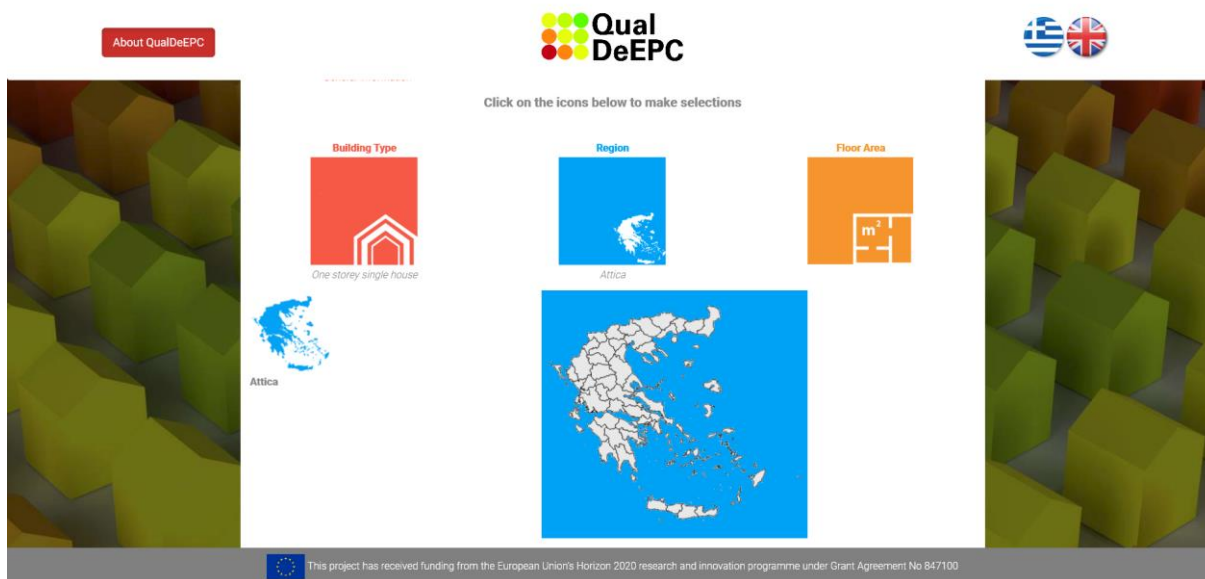 About QualDeEPC
Qual
DeEPC
General Information
Click on the icons below to make selections
Building Type
Region
Floor Area
m²
One storey single house
Attica
Attica
This project has received funding from the European Union's Horizon 2020 research and innovation programme under Grant Agreement No 847100